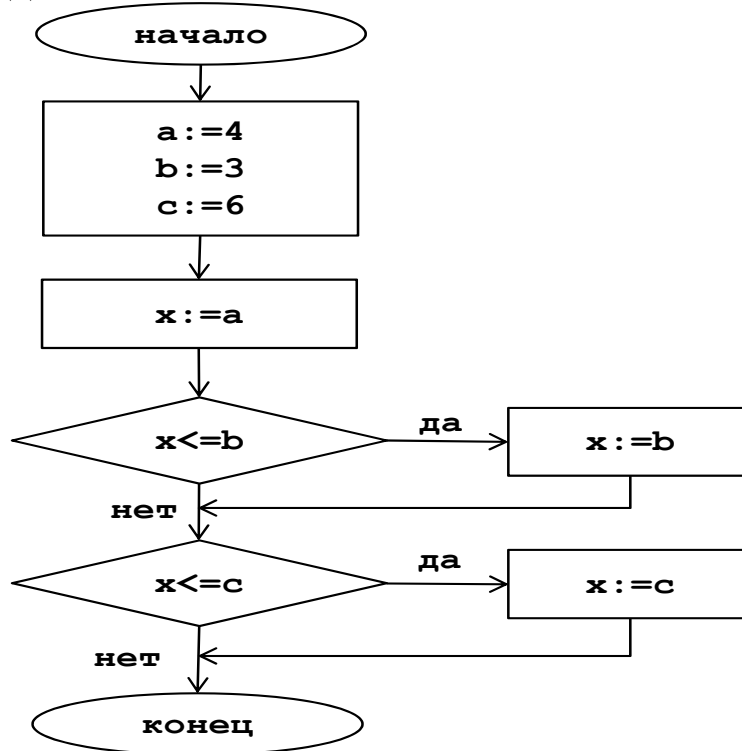 начало
a:=4
b:=3
c:=6
x:=a
x<=b
да
x:=b
нет
x<=c
да
x:=c
нет
конец